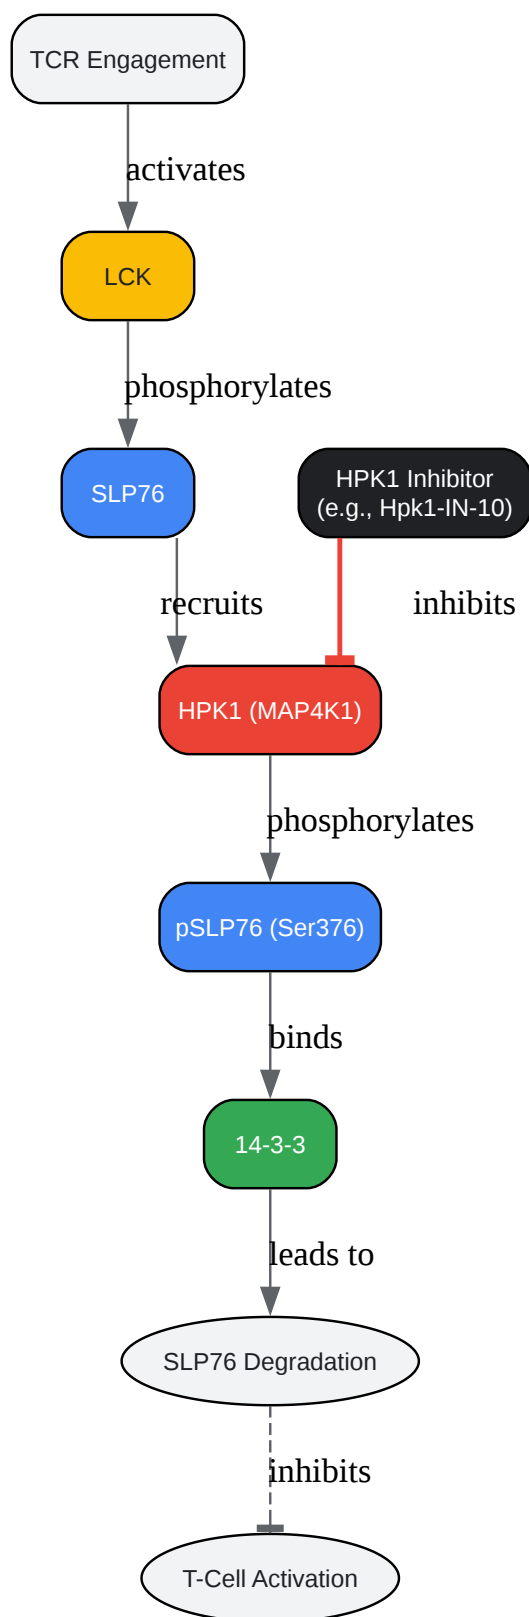 TCR Engagement
activates
LCK
phosphorylates
SLP76
HPK1 Inhibitor
(e.g., Hpk1-IN-10)
recruits
inhibits
HPK1 (MAP4K1)
phosphorylates
pSLP76 (Ser376)
binds
14-3-3
leads to
SLP76 Degradation
inhibits
T-Cell Activation